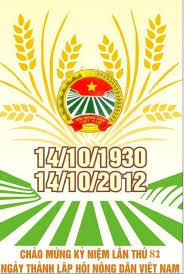 14/10/1930
14/10/2012
CHÀO MỪNG KỶ NIỆM LẦN THỨ 82
NGÀY THÀNH LẬP HỘI NÔNG DÂN VIỆT NAM